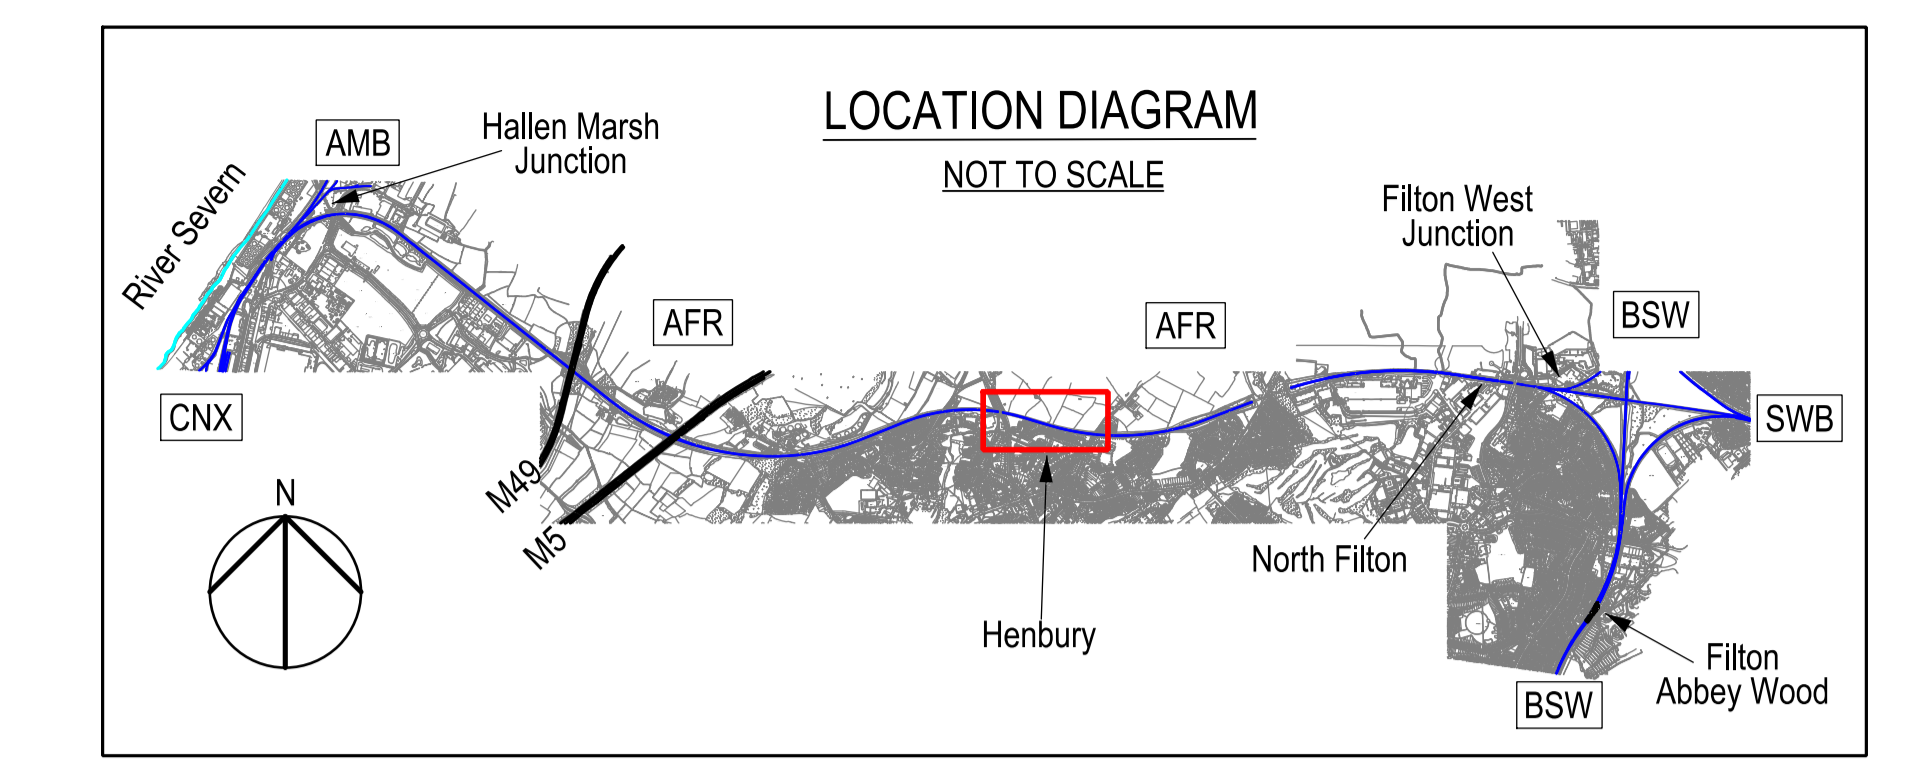 LOCATION DIAGRAM
NOT TO SCALE
AMB
Hallen Marsh
Junction
River Severn
CNX
AFR
M49
M5
N
Henbury
AFR
Filton West
Junction
BSW
SWB
North Filton
Filton
Abbey Wood
BSW